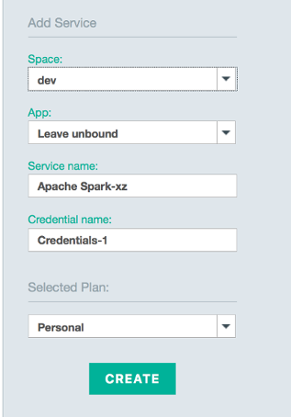 Add Service
Space:
dev
App:
Leave unbound
Service name:
Apache Spark-xz
Credential name:
Credentials-1
Selected Plan:
Personal
CREATE